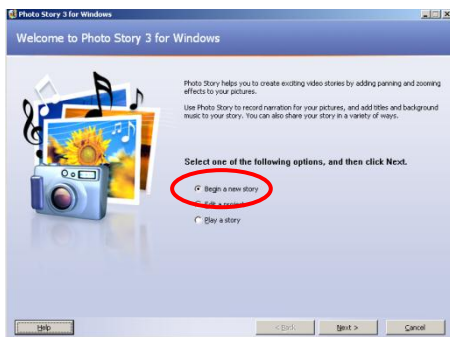 Photo Story 3 for Windows
Welcome to Photo Story 3 for Windows
Photo Story helps you to create exciting video stories by adding panning and zooming
effects to your pictures.
Use Photo Story to record narration for your pictures, and add titles and background
music to your story. You can also share your story in a variety of ways.
Select one of the following options, and then click Next.
Begin a new story
Edit a project
Play a story
Help
< Back
Next >
Cancel